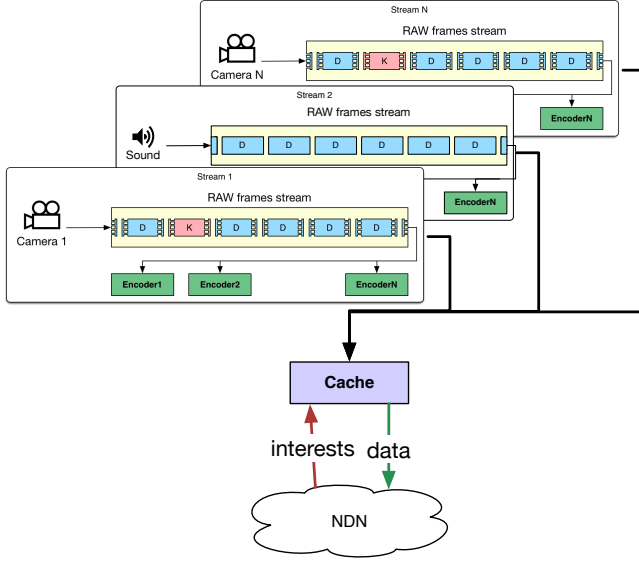 Stream N
RAW frames stream
Camera N
D K D D D D
EncoderN
Stream 2
RAW frames stream
Sound
D D D D D D
EncoderN
Stream 1
RAW frames stream
Camera 1
D K D D D D
Encoder1 Encoder2 EncoderN
Cache
interests data
NDN